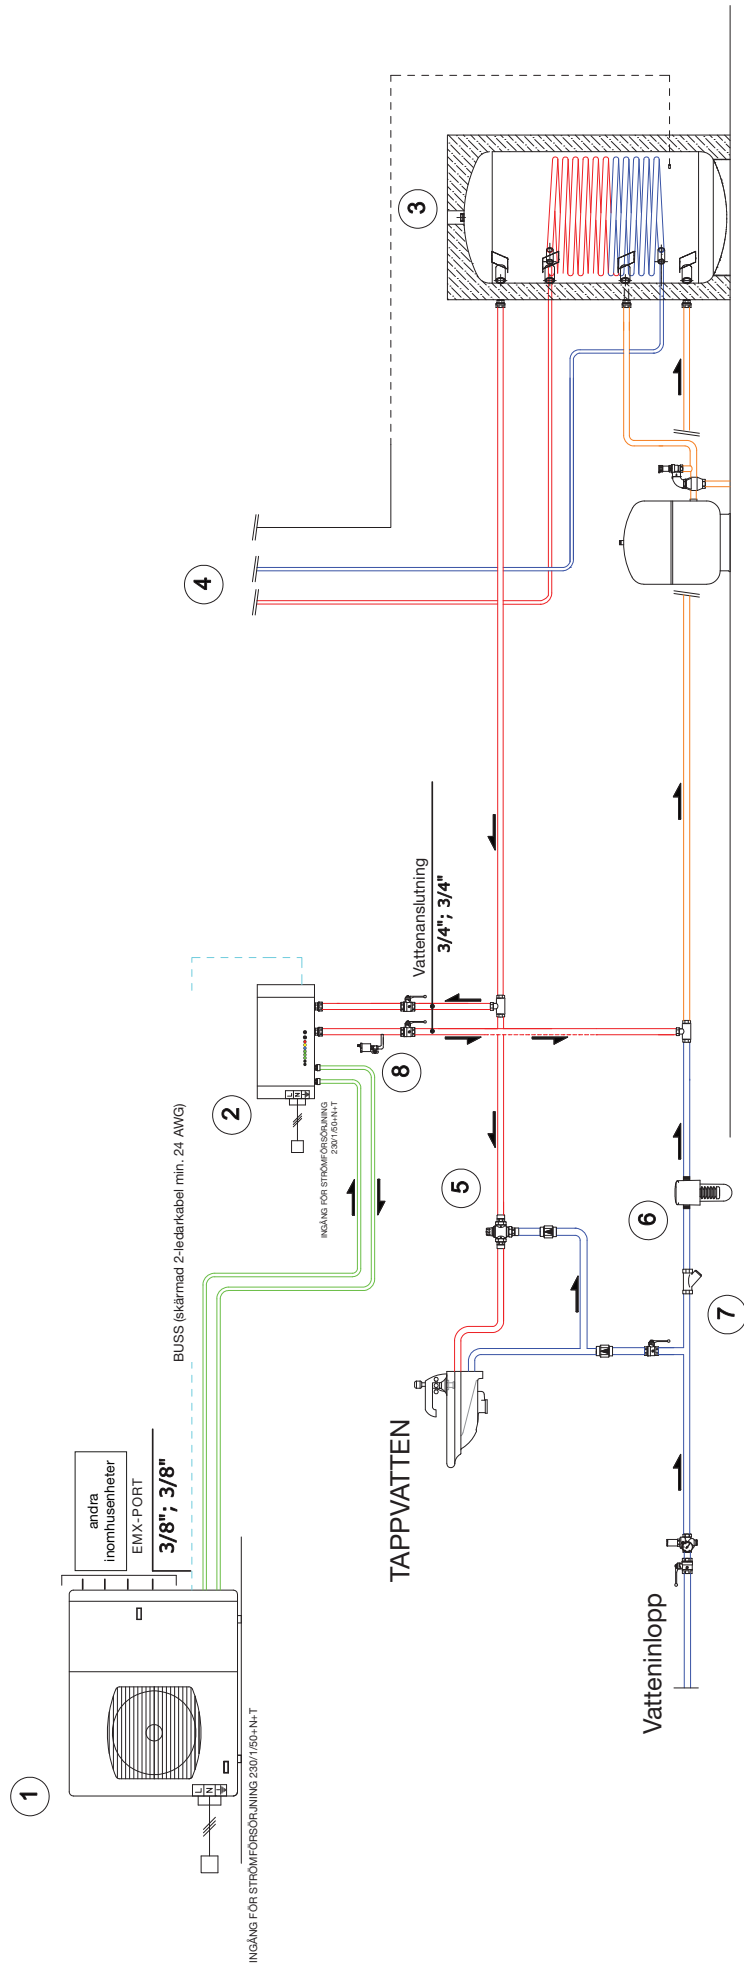 1
andra
inomhusenheter
EMX-PORT
3/8"; 3/8"
L
N
INGÅNG FÖR STRÖMFÖRSÖRJNING 230/1/50+N+T
BUSS (skärmad 2-ledarkabel min. 24 AWG)
2
L
N
INGÅNG FÖR STRÖMFÖRSÖRJNING
230/1/50+N+T
8
Vattenanslutning
3/4"; 3/4"
4
3
TAPPVATTEN
5
Vatteninlopp
7
6